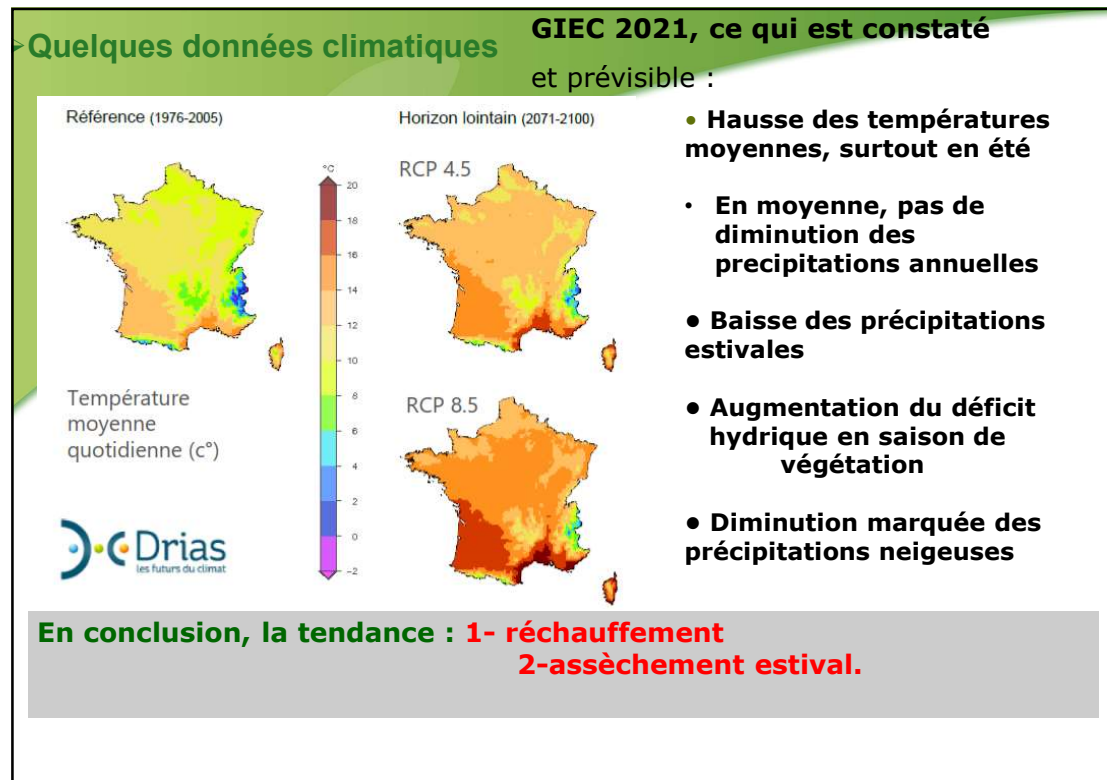 Quelques données climatiques
GIEC 2021, ce qui est constaté
et prévisible :
Référence (1976-2005)
Horizon lointain (2071-2100)
RCP 4.5
°C
20
18
16
14
12
10
8
6
4
2
0
−2
Température
moyenne
quotidienne (c°)
RCP 8.5
Drias
les futurs du climat
• Hausse des températures
moyennes, surtout en été
• En moyenne, pas de
diminution des
precipitations annuelles
• Baisse des précipitations
estivales
• Augmentation du déficit
hydrique en saison de
végétation
• Diminution marquée des
précipitations neigeuses
En conclusion, la tendance : 1- réchauffement
2-assèchement estival.